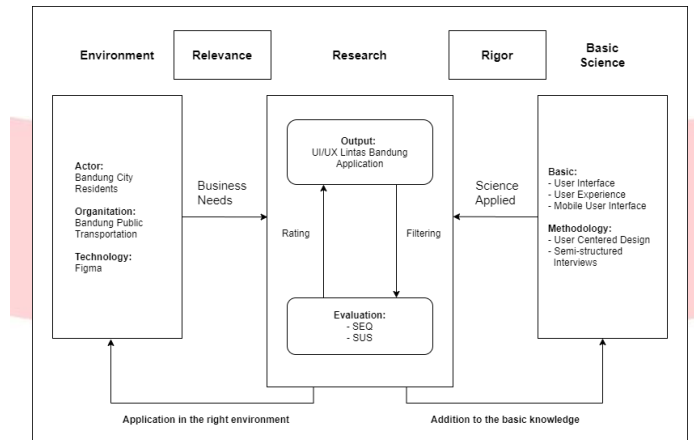 Environment
Relevance
Research
Rigor
Basic
Science
Actor:
Bandung City
Residents
Organitation:
Bandung Public
Transportation
Technology:
Figma
Business
Needs
Output:
UI/UX Lintas Bandung
Application
Rating
Filtering
Evaluation:
- SEQ
- SUS
Science
Applied
Basic:
- User Interface
- User Experience
- Mobile User Interface
Methodology:
- User Centered Design
- Semi-structured
Interviews
Application in the right environment
Addition to the basic knowledge